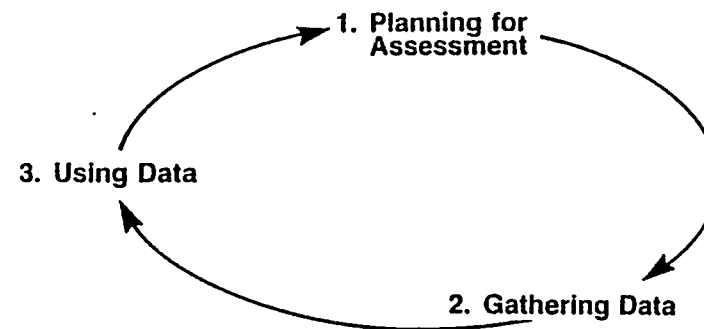 1. Planning for
Assessment
3. Using Data
2. Gathering Data